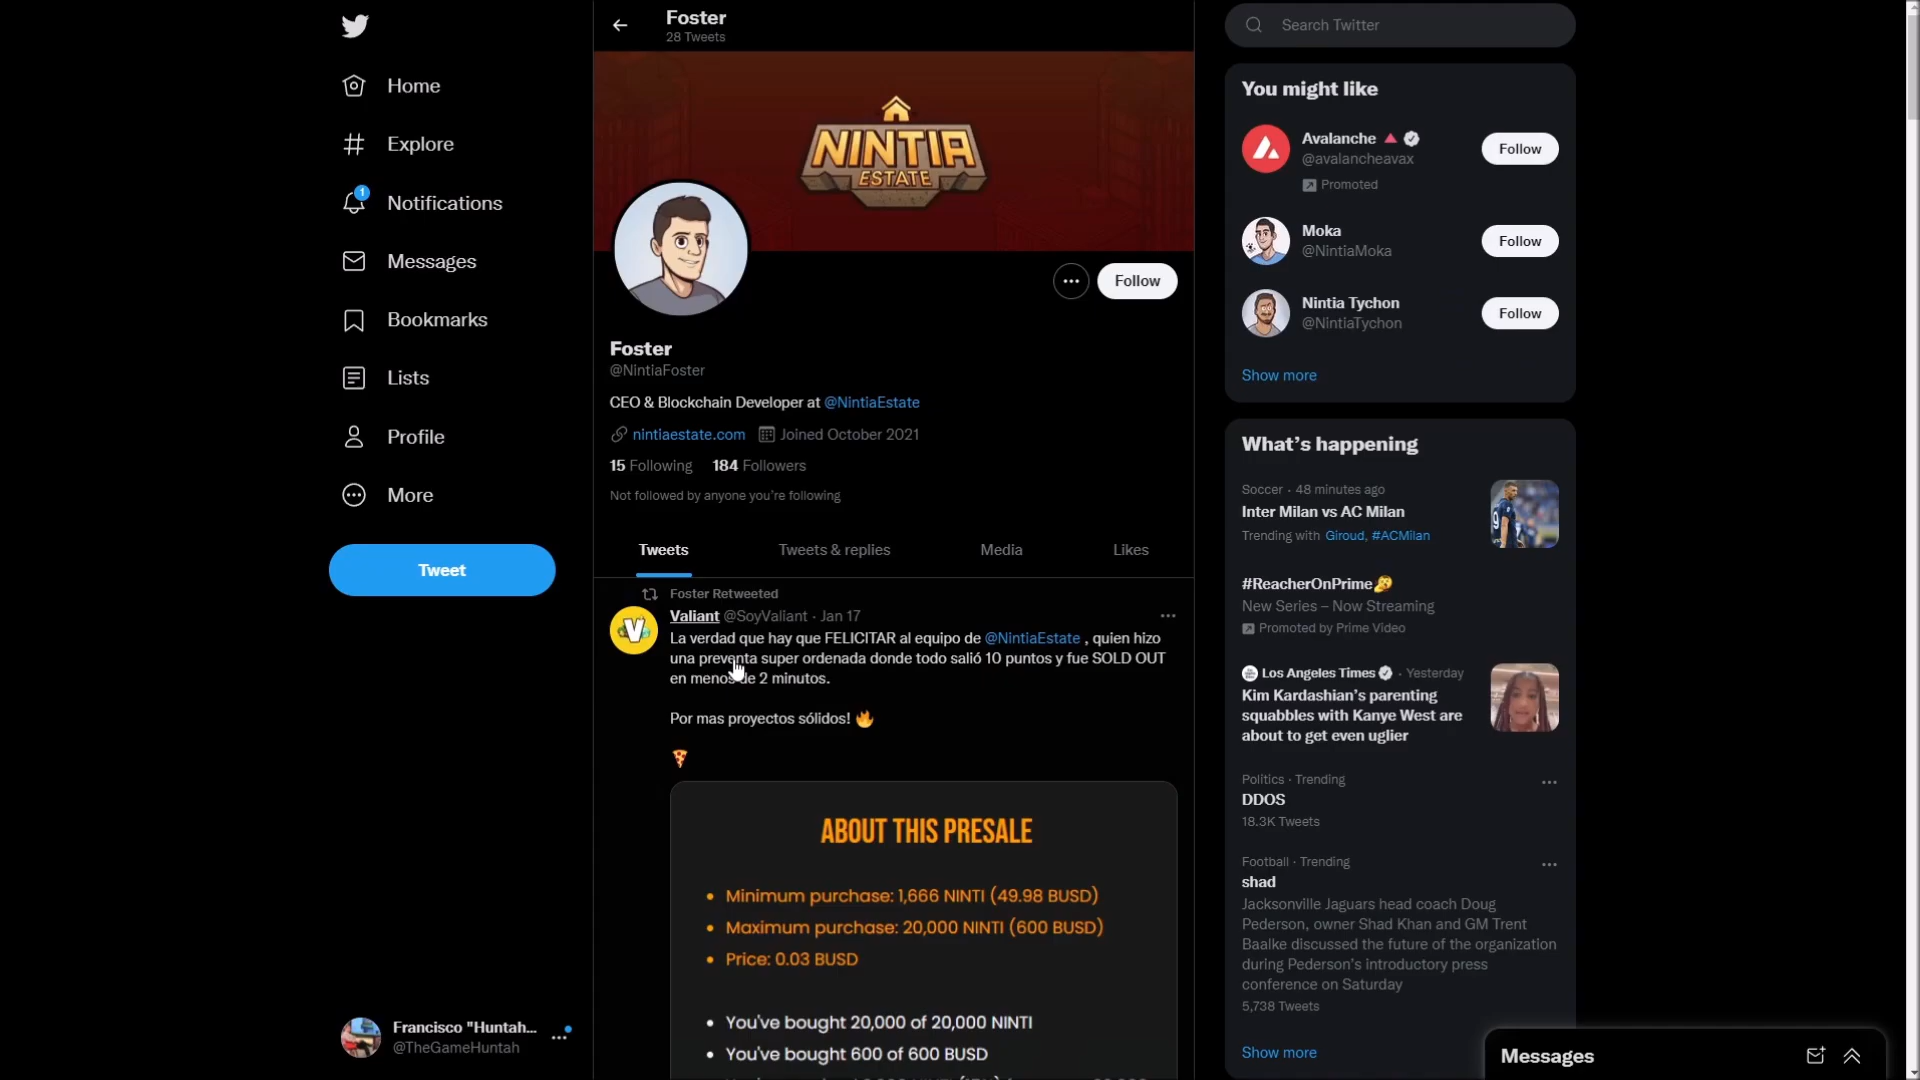 Home
Explore
1
Notifications
Messages
Bookmarks
Lists
Profile
More
Tweet
Francisco "Huntah...
@TheGameHuntah
Foster
28 Tweets
NINTIA
ESTATE
Follow
Foster
@NintiaFoster
CEO & Blockchain Developer at @NintiaEstate
nintiaestate.com Joined October 2021
15 Following 184 Followers
Not followed by anyone you're following
Tweets Tweets & replies Media Likes
Foster Retweeted
Valiant @SoyValiant · Jan 17
La verdad que hay que FELICITAR al equipo de @NintiaEstate , quien hizo
una preventa super ordenada donde todo salió 10 puntos y fue SOLD OUT
en menos de 2 minutos.
Por mas proyectos sólidos! 🔥
🍕
ABOUT THIS PRESALE
• Minimum purchase: 1,666 NINTI (49.98 BUSD)
• Maximum purchase: 20,000 NINTI (600 BUSD)
• Price: 0.03 BUSD
• You've bought 20,000 of 20,000 NINTI
• You've bought 600 of 600 BUSD
Search Twitter
You might like
Avalanche
@avalancheavax
Promoted
Follow
Moka
@NintiaMoka
Follow
Nintia Tychon
@NintiaTychon
Follow
Show more
What's happening
Soccer · 48 minutes ago
Inter Milan vs AC Milan
Trending with Giroud, #ACMilan
#ReacherOnPrime
New Series – Now Streaming
Promoted by Prime Video
Los Angeles Times · Yesterday
Kim Kardashian's parenting
squabbles with Kanye West are
about to get even uglier
Politics · Trending
DDOS
18.3K Tweets
Football · Trending
shad
Jacksonville Jaguars head coach Doug
Pederson, owner Shad Khan and GM Trent
Baalke discussed the future of the organization
during Pederson's introductory press
conference on Saturday
5,738 Tweets
Show more
Messages